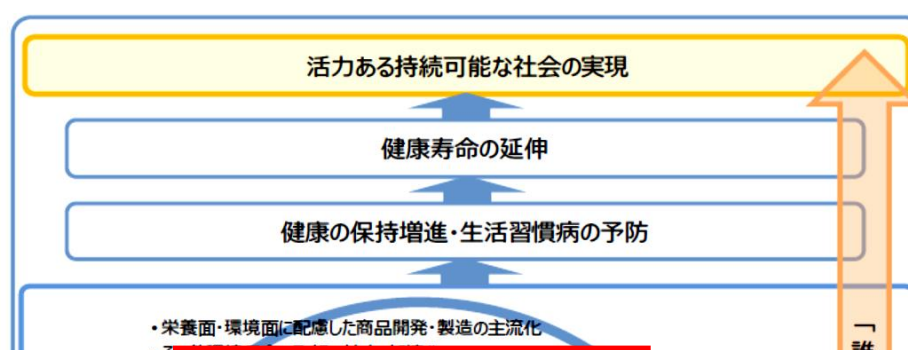 活力ある持続可能な社会の実現
健康寿命の延伸
健康の保持増進・生活習慣病の予防
・栄養面・環境面に配慮した商品開発・製造の主流化
「誰